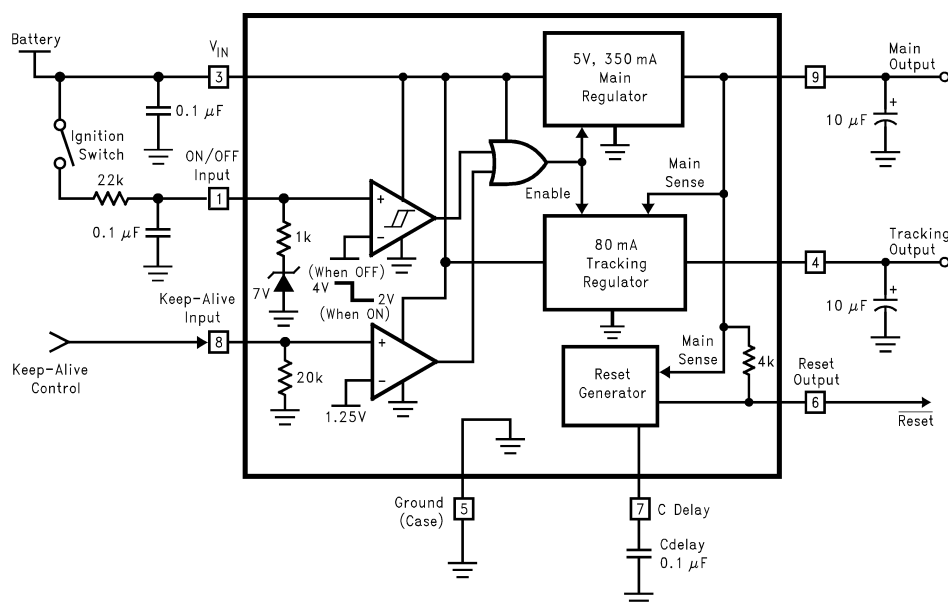 Battery
V_IN
3
0.1 μF
Ignition
Switch
ON/OFF
Input
22k
1
0.1 μF
1k
7V
(When OFF)
4V
2V
(When ON)
+
−
Keep-Alive
Input
8
Keep-Alive
Control
20k
+
−
1.25V
5V, 350 mA
Main
Regulator
Enable
Main
Sense
80 mA
Tracking
Regulator
Main
Sense
Reset
Generator
4k
9
Main
Output
+
10 μF
4
Tracking
Output
+
10 μF
Reset
Output
6
Reset
Ground
(Case)
5
7
C Delay
Cdelay
0.1 μF